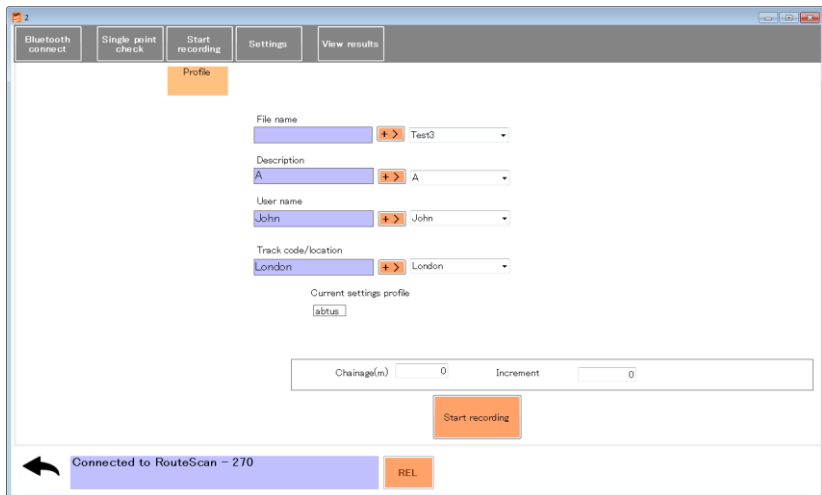 2
Bluetooth connect
Single point check
Start recording
Settings
View results
Profile
File name
+ > Test3
Description
A + > A
User name
John + > John
Track code/location
London + > London
Current settings profile
abtus
Chainage(m) 0 Increment 0
Start recording
Connected to RouteScan - 270
REL